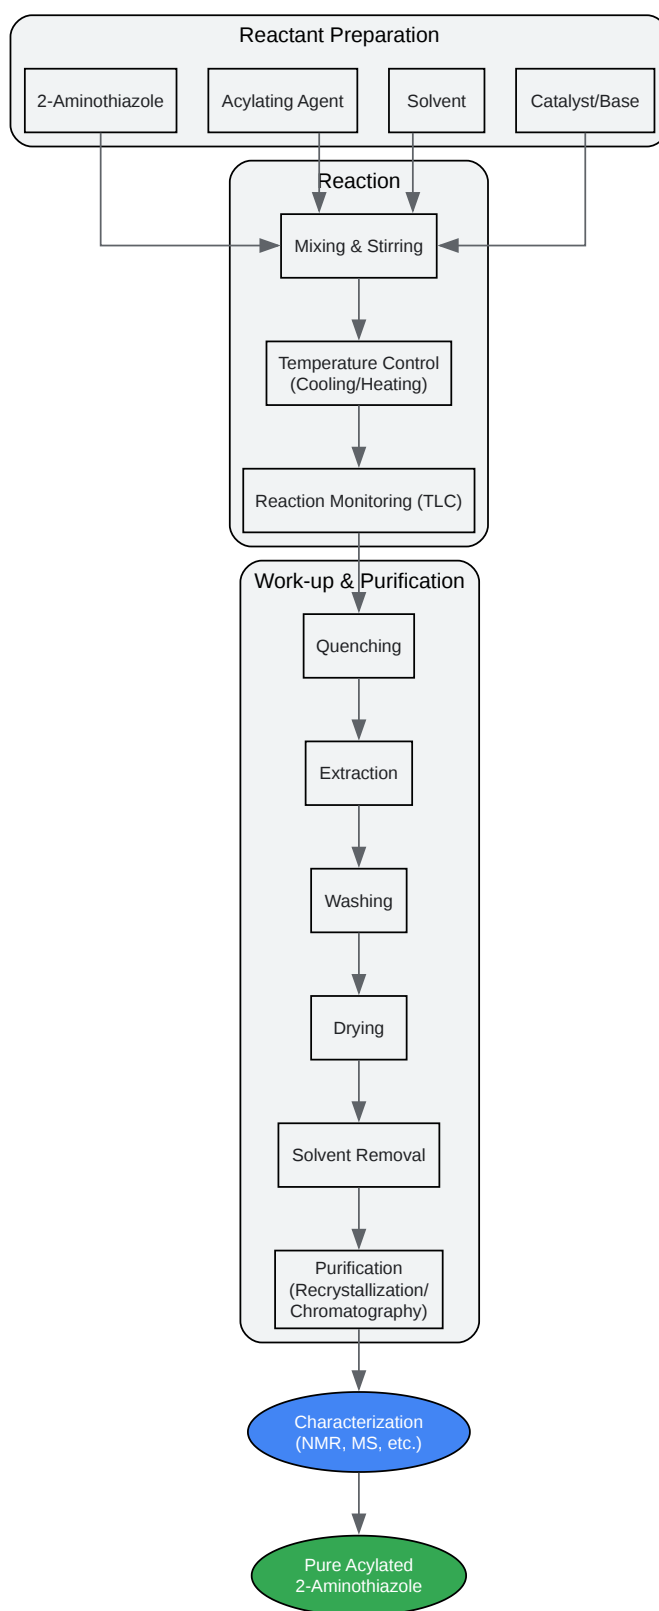 Reactant Preparation
2-Aminothiazole
Acylating Agent
Solvent
Catalyst/Base
Reaction
Mixing & Stirring
Temperature Control
(Cooling/Heating)
Reaction Monitoring (TLC)
Work-up & Purification
Quenching
Extraction
Washing
Drying
Solvent Removal
Purification
(Recrystallization/
Chromatography)
Characterization
(NMR, MS, etc.)
Pure Acylated
2-Aminothiazole